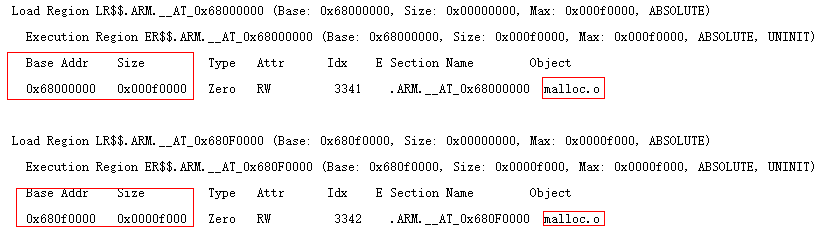 Load Region LR$$.ARM.__AT_0x68000000 (Base: 0x68000000, Size: 0x00000000, Max: 0x000f0000, ABSOLUTE)
Execution Region ER$$.ARM.__AT_0x68000000 (Base: 0x68000000, Size: 0x000f0000, Max: 0x000f0000, ABSOLUTE, UNINIT)
Base Addr Size Type Attr Idx E Section Name Object
0x68000000 0x000f0000 Zero RW 3341 .ARM.__AT_0x68000000 malloc.o
Load Region LR$$.ARM.__AT_0x680F0000 (Base: 0x680f0000, Size: 0x00000000, Max: 0x0000f000, ABSOLUTE)
Execution Region ER$$.ARM.__AT_0x680F0000 (Base: 0x680f0000, Size: 0x0000f000, Max: 0x0000f000, ABSOLUTE, UNINIT)
Base Addr Size Type Attr Idx E Section Name Object
0x680f0000 0x0000f000 Zero RW 3342 .ARM.__AT_0x680F0000 malloc.o